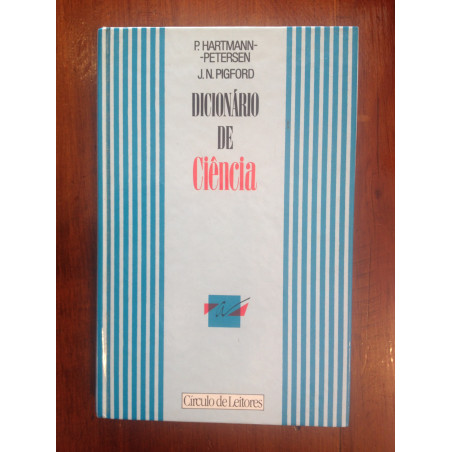 P. HARTMANN-
-PETERSEN
J. N. PIGFORD
DICIONÁRIO
DE
Ciência
Círculo de Leitores